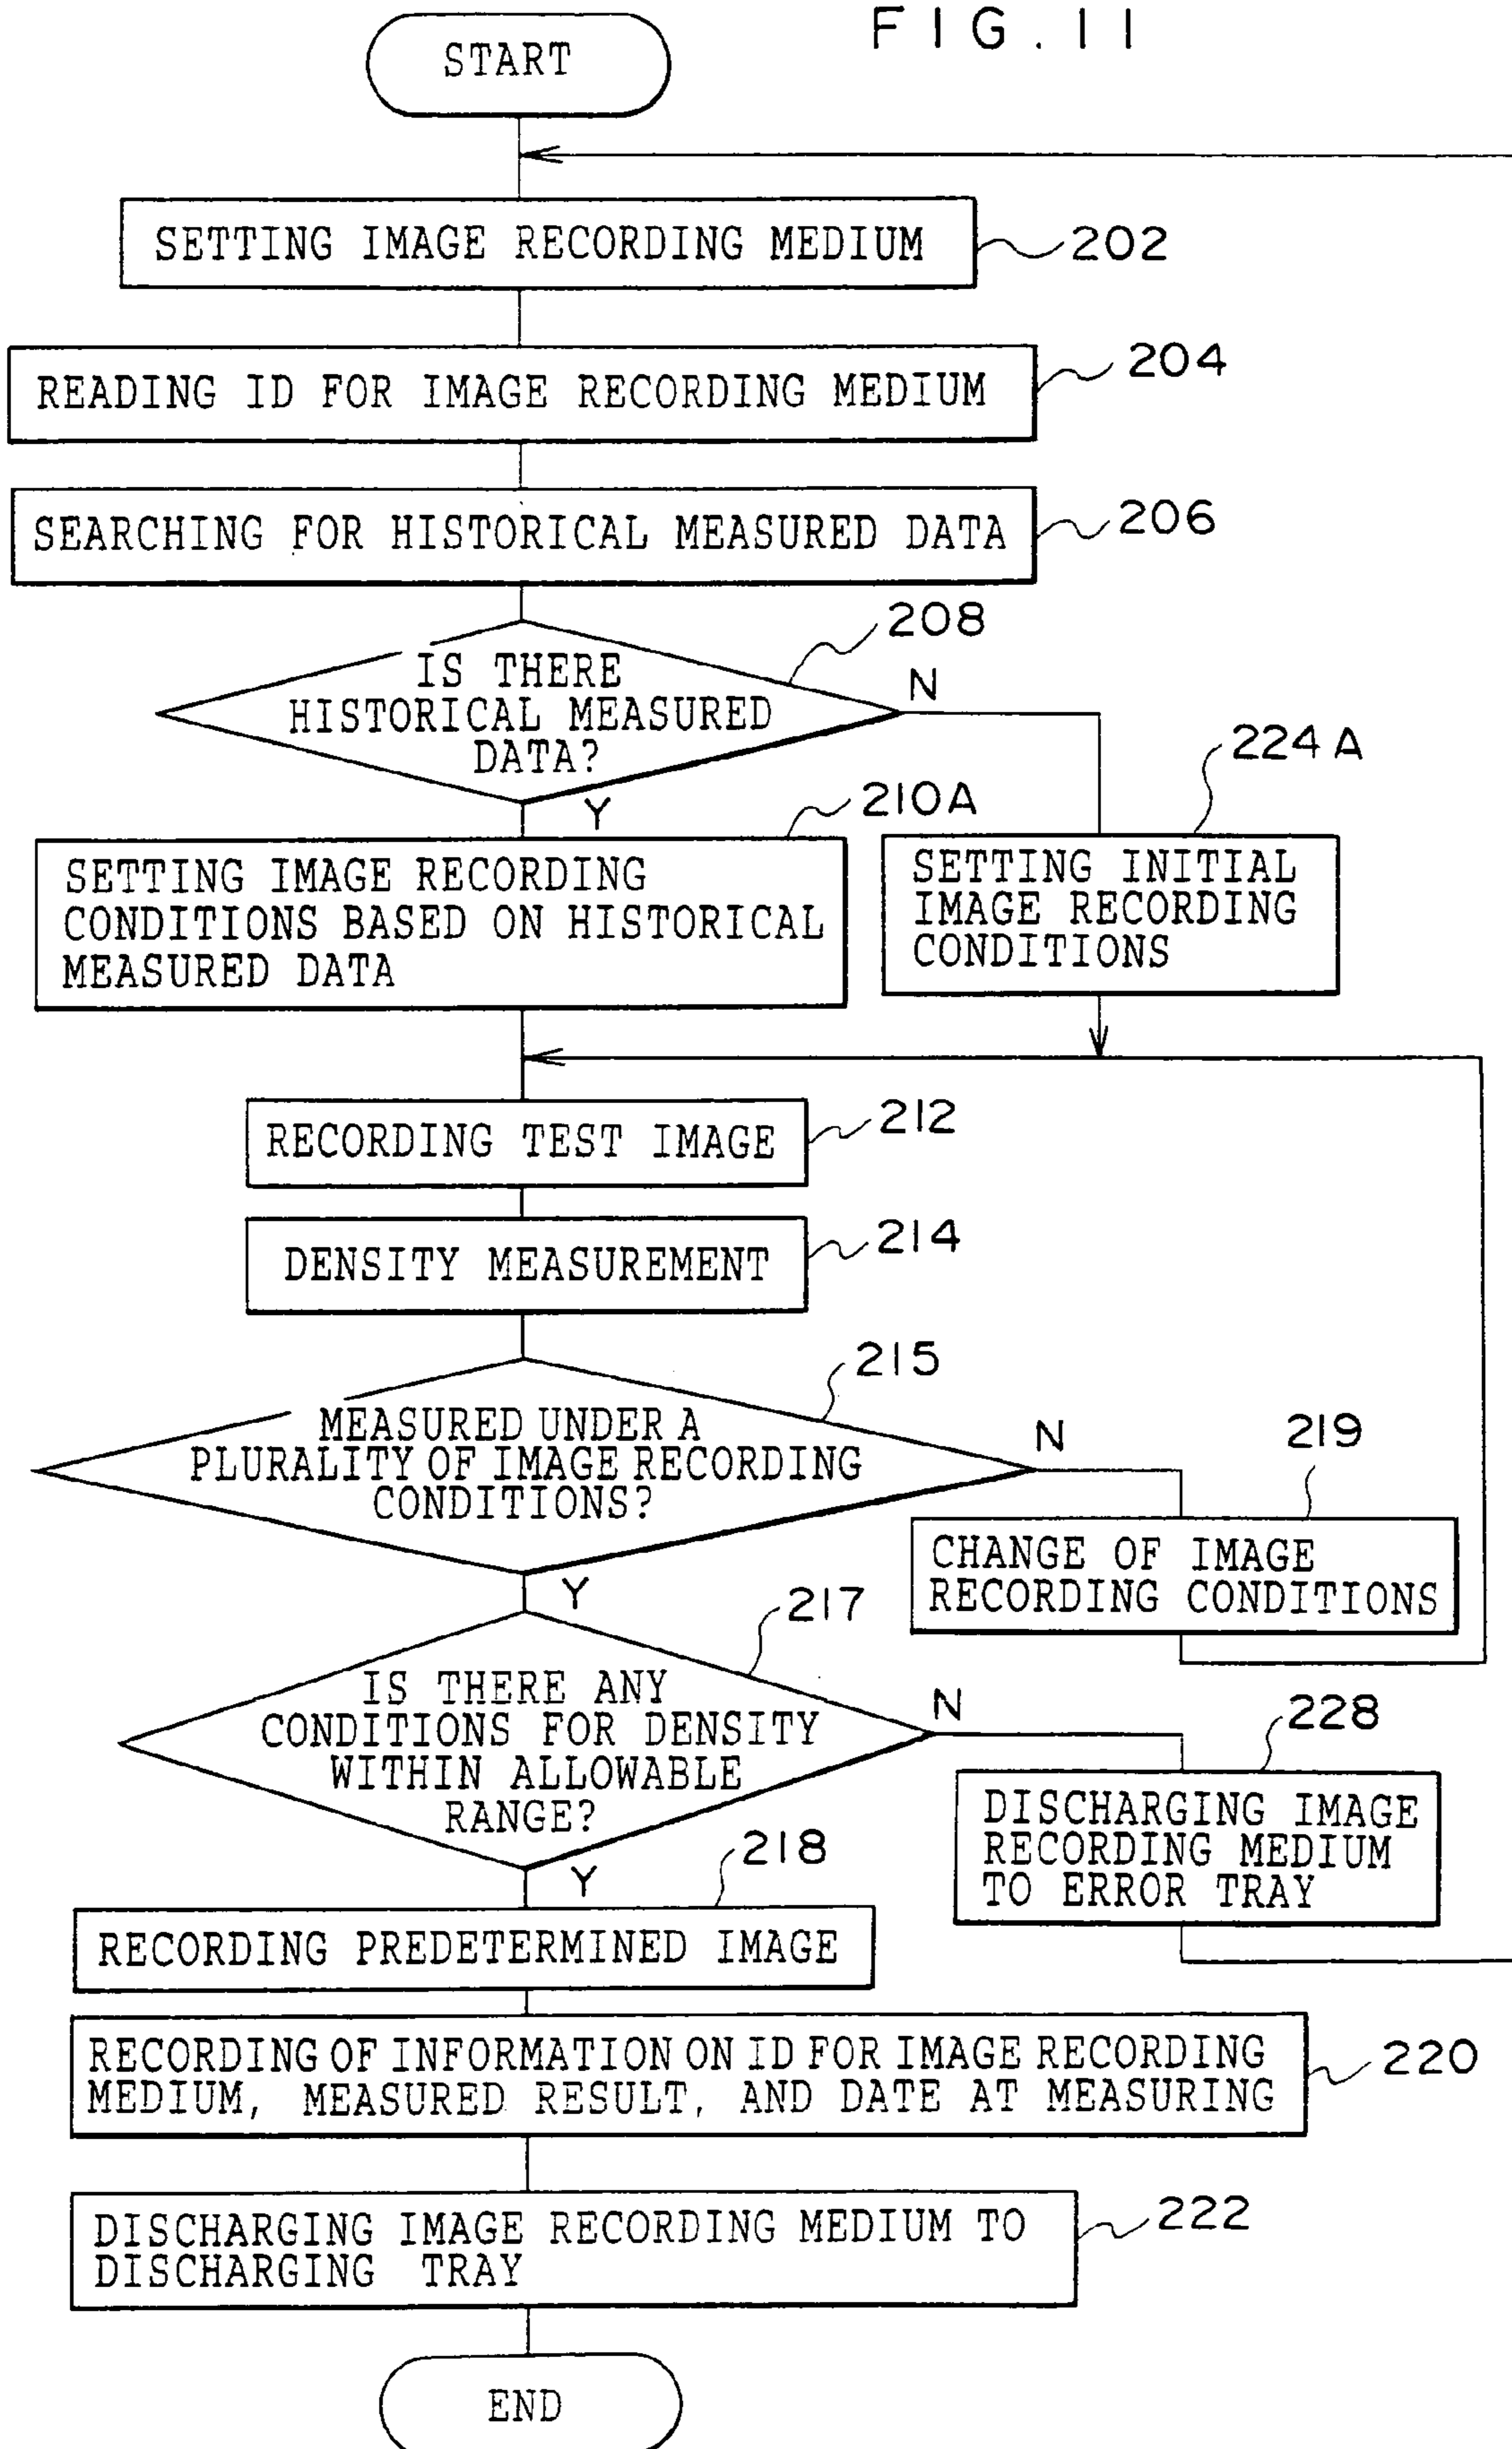 FIG.11
START
SETTING IMAGE RECORDING MEDIUM
202
READING ID FOR IMAGE RECORDING MEDIUM
204
SEARCHING FOR HISTORICAL MEASURED DATA
206
208
IS THERE
HISTORICAL MEASURED
DATA?
N
Y
210A
224A
SETTING IMAGE RECORDING
CONDITIONS BASED ON HISTORICAL
MEASURED DATA
SETTING INITIAL
IMAGE RECORDING
CONDITIONS
RECORDING TEST IMAGE
212
DENSITY MEASUREMENT
214
215
MEASURED UNDER A
PLURALITY OF IMAGE RECORDING
CONDITIONS?
N
219
CHANGE OF IMAGE
RECORDING CONDITIONS
Y
217
IS THERE ANY
CONDITIONS FOR DENSITY
WITHIN ALLOWABLE
RANGE?
N
228
DISCHARGING IMAGE
RECORDING MEDIUM
TO ERROR TRAY
Y
218
RECORDING PREDETERMINED IMAGE
RECORDING OF INFORMATION ON ID FOR IMAGE RECORDING
MEDIUM, MEASURED RESULT, AND DATE AT MEASURING
220
DISCHARGING IMAGE RECORDING MEDIUM TO
DISCHARGING TRAY
222
END